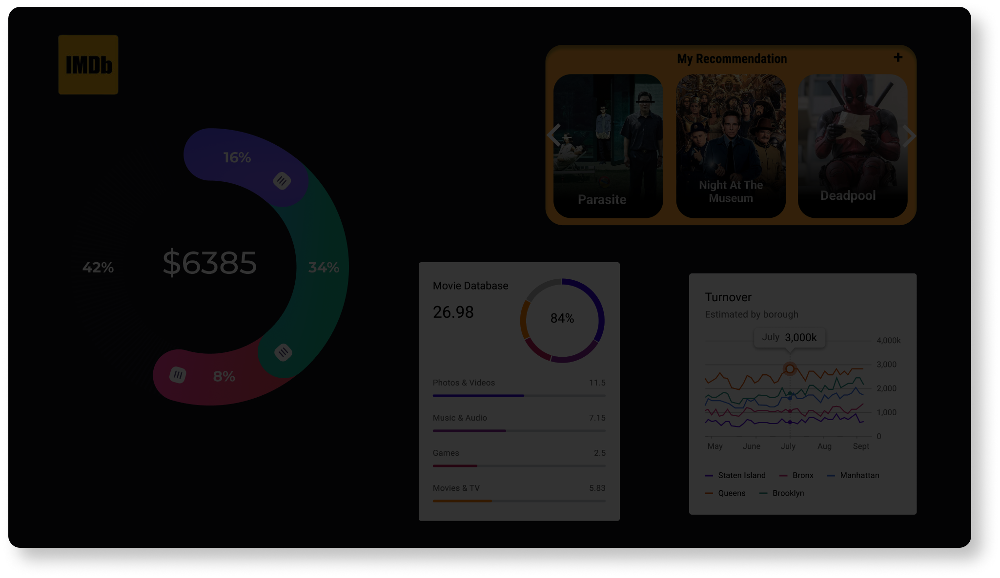 IMDb
My Recommendation
+
Parasite
Night At The
Museum
Deadpool
16%
42%
$6385
34%
8%
Movie Database
26.98
84%
Photos & Videos 11.5
Music & Audio 7.15
Games 2.5
Movies & TV 5.83
Turnover
Estimated by borough
July 3,000k
4,000k
3,000
2,000
1,000
0
May June July Aug Sept
Staten Island Bronx Manhattan
Queens Brooklyn